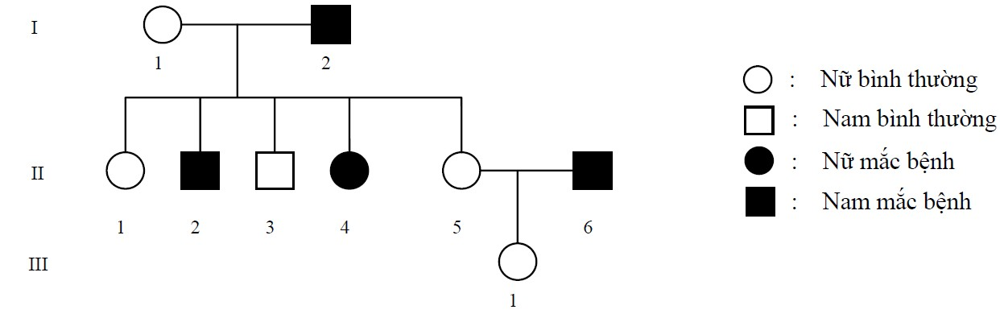 I
1 2
II
1 2 3 4 5 6
III
1
: Nữ bình thường
: Nam bình thường
: Nữ mắc bệnh
: Nam mắc bệnh